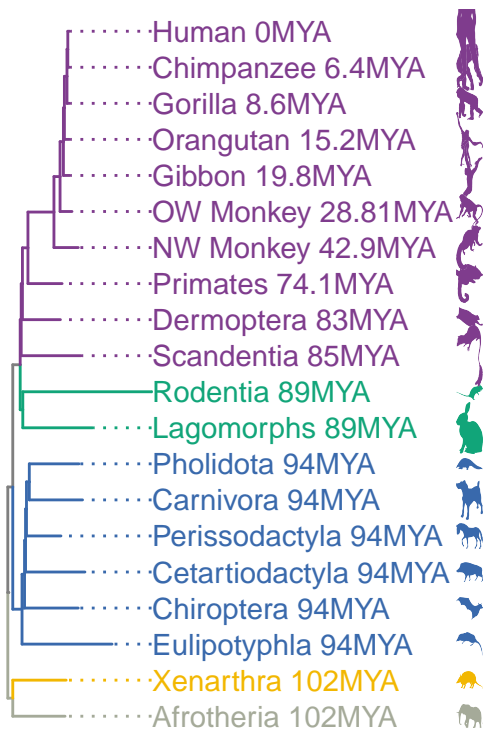 Human 0MYA
Chimpanzee 6.4MYA
Gorilla 8.6MYA
Orangutan 15.2MYA
Gibbon 19.8MYA
OW Monkey 28.81MYA
NW Monkey 42.9MYA
Primates 74.1MYA
Dermoptera 83MYA
Scandentia 85MYA
Rodentia 89MYA
Lagomorphs 89MYA
Pholidota 94MYA
Carnivora 94MYA
Perissodactyla 94MYA
Cetartiodactyla 94MYA
Chiroptera 94MYA
Eulipotyphla 94MYA
Xenarthra 102MYA
Afrotheria 102MYA